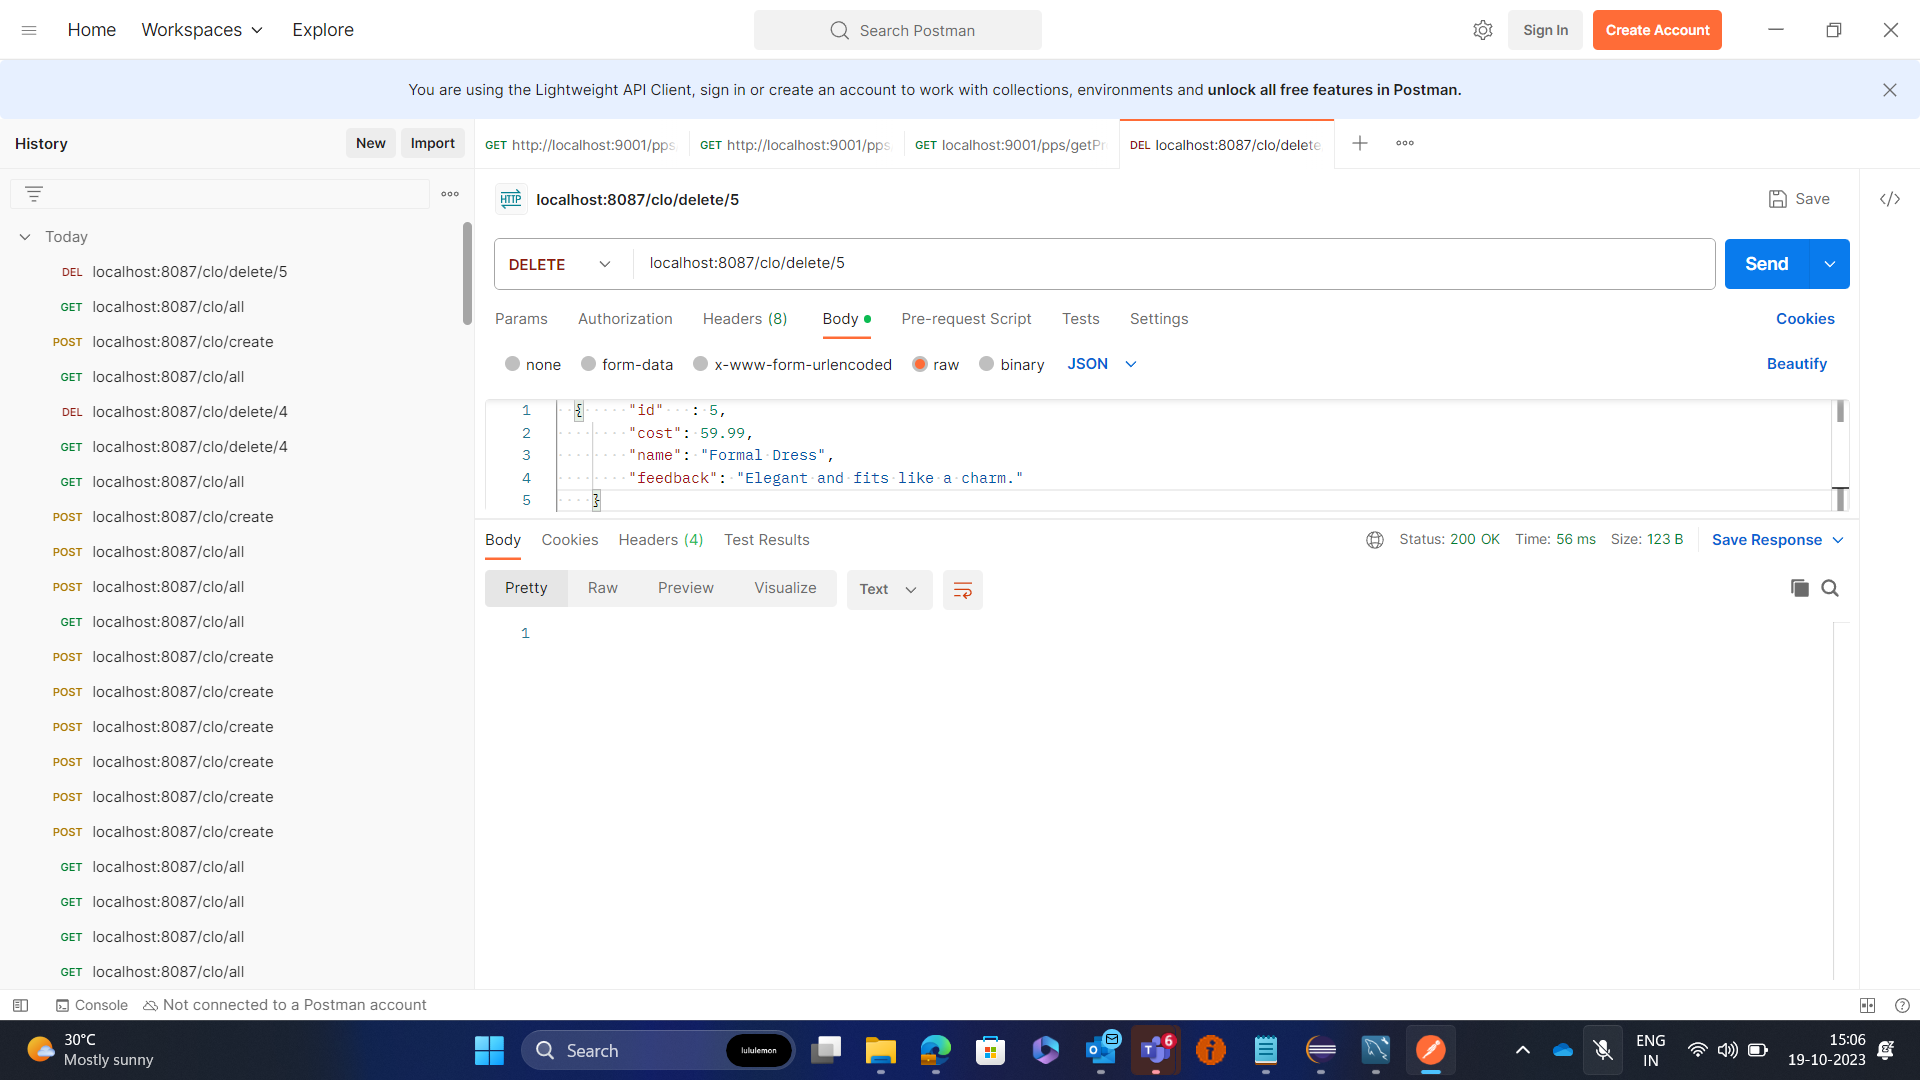 Home
Workspaces
Explore
Search Postman
Sign In
Create Account
You are using the Lightweight API Client, sign in or create an account to work with collections, environments and unlock all free features in Postman.
History
New
Import
GET http://localhost:9001/pps
GET http://localhost:9001/pps
GET localhost:9001/pps/getPr
DEL localhost:8087/clo/delete
HTTP localhost:8087/clo/delete/5
Save
Today
DEL localhost:8087/clo/delete/5
GET localhost:8087/clo/all
POST localhost:8087/clo/create
GET localhost:8087/clo/all
DEL localhost:8087/clo/delete/4
GET localhost:8087/clo/delete/4
GET localhost:8087/clo/all
POST localhost:8087/clo/create
POST localhost:8087/clo/all
POST localhost:8087/clo/all
GET localhost:8087/clo/all
POST localhost:8087/clo/create
POST localhost:8087/clo/create
POST localhost:8087/clo/create
POST localhost:8087/clo/create
POST localhost:8087/clo/create
POST localhost:8087/clo/create
GET localhost:8087/clo/all
GET localhost:8087/clo/all
GET localhost:8087/clo/all
GET localhost:8087/clo/all
DELETE localhost:8087/clo/delete/5
Send
Params Authorization Headers (8) Body Pre-request Script Tests Settings
Cookies
none form-data x-www-form-urlencoded raw binary JSON
Beautify
1 { "id" : 5,
2 "cost": 59.99,
3 "name": "Formal Dress",
4 "feedback": "Elegant and fits like a charm."
5 }
Body Cookies Headers (4) Test Results
Status: 200 OK Time: 56 ms Size: 123 B
Save Response
Pretty Raw Preview Visualize Text
1
Console
Not connected to a Postman account
30°C
Mostly sunny
Search
lululemon
6
ENG
IN
15:06
19-10-2023